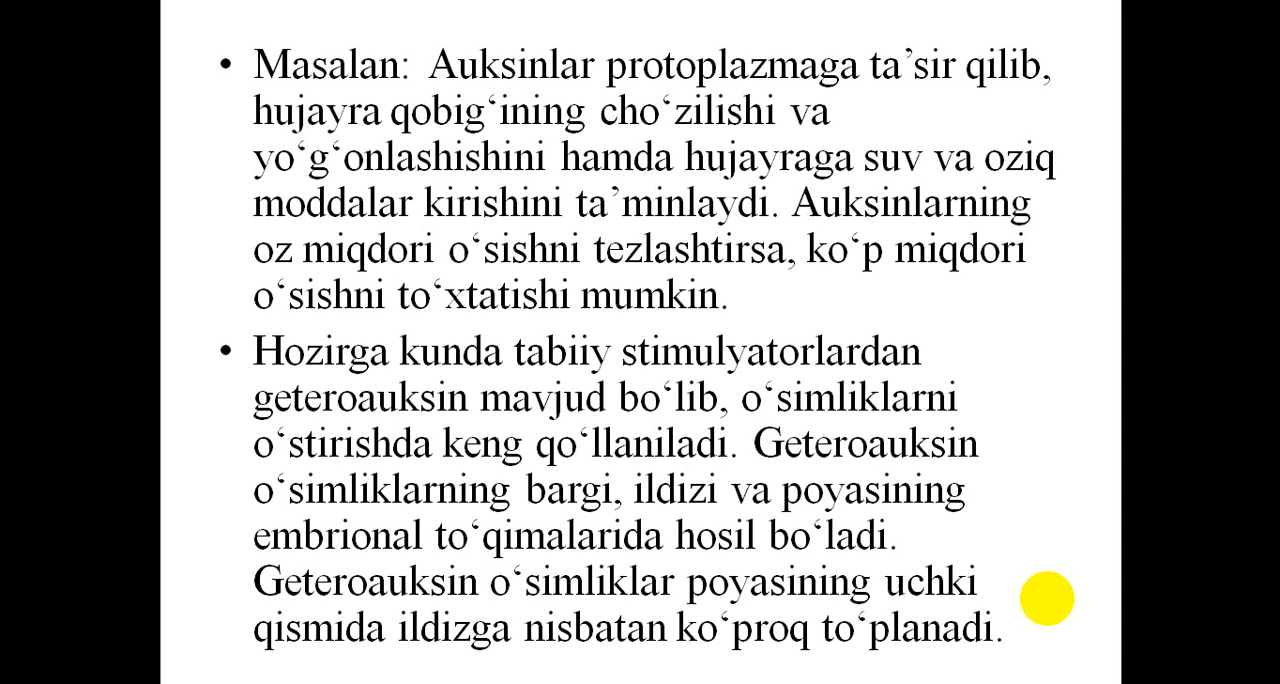 • Masalan: Auksinlar protoplazmaga ta’sir qilib,
hujayra qobig‘ining cho‘zilishi va
yo‘g‘onlashishini hamda hujayraga suv va oziq
moddalar kirishini ta’minlaydi. Auksinlarning
oz miqdori o‘sishni tezlashtirsa, ko‘p miqdori
o‘sishni to‘xtatishi mumkin.
• Hozirga kunda tabiiy stimulyatorlardan
geteroauksin mavjud bo‘lib, o‘simliklarni
o‘stirishda keng qo‘llaniladi. Geteroauksin
o‘simliklarning bargi, ildizi va poyasining
embrional to‘qimalarida hosil bo‘ladi.
Geteroauksin o‘simliklar poyasining uchki
qismida ildizga nisbatan ko‘proq to‘planadi.